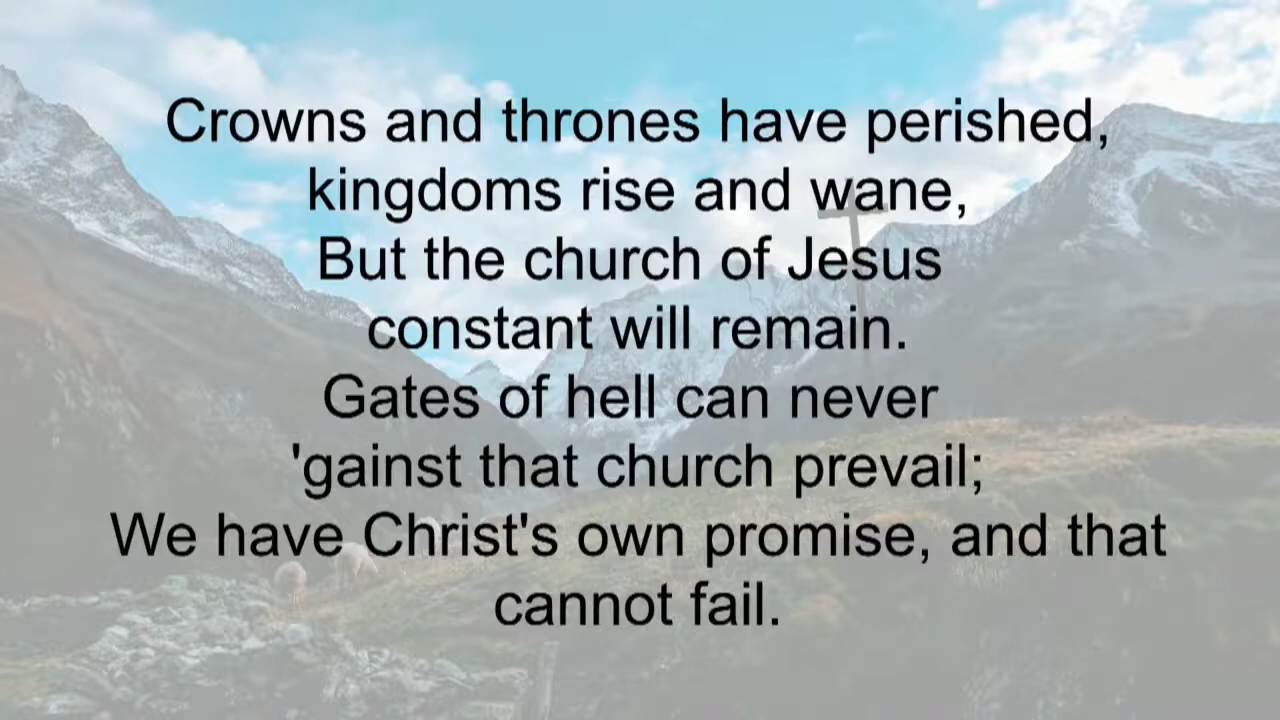 Crowns and thrones have perished,
kingdoms rise and wane,
But the church of Jesus
constant will remain.
Gates of hell can never
'gainst that church prevail;
We have Christ's own promise, and that
cannot fail.